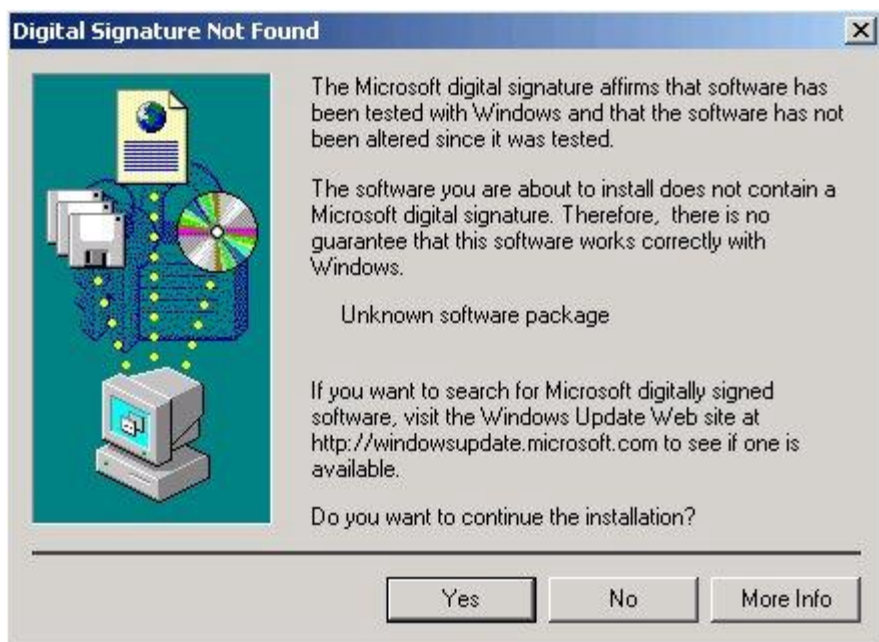 Digital Signature Not Found
The Microsoft digital signature affirms that software has
been tested with Windows and that the software has not
been altered since it was tested.
The software you are about to install does not contain a
Microsoft digital signature. Therefore,  there is no
guarantee that this software works correctly with
Windows.
Unknown software package
If you want to search for Microsoft digitally signed
software, visit the Windows Update Web site at
http://windowsupdate.microsoft.com to see if one is
available.
Do you want to continue the installation?
Yes
No
More Info